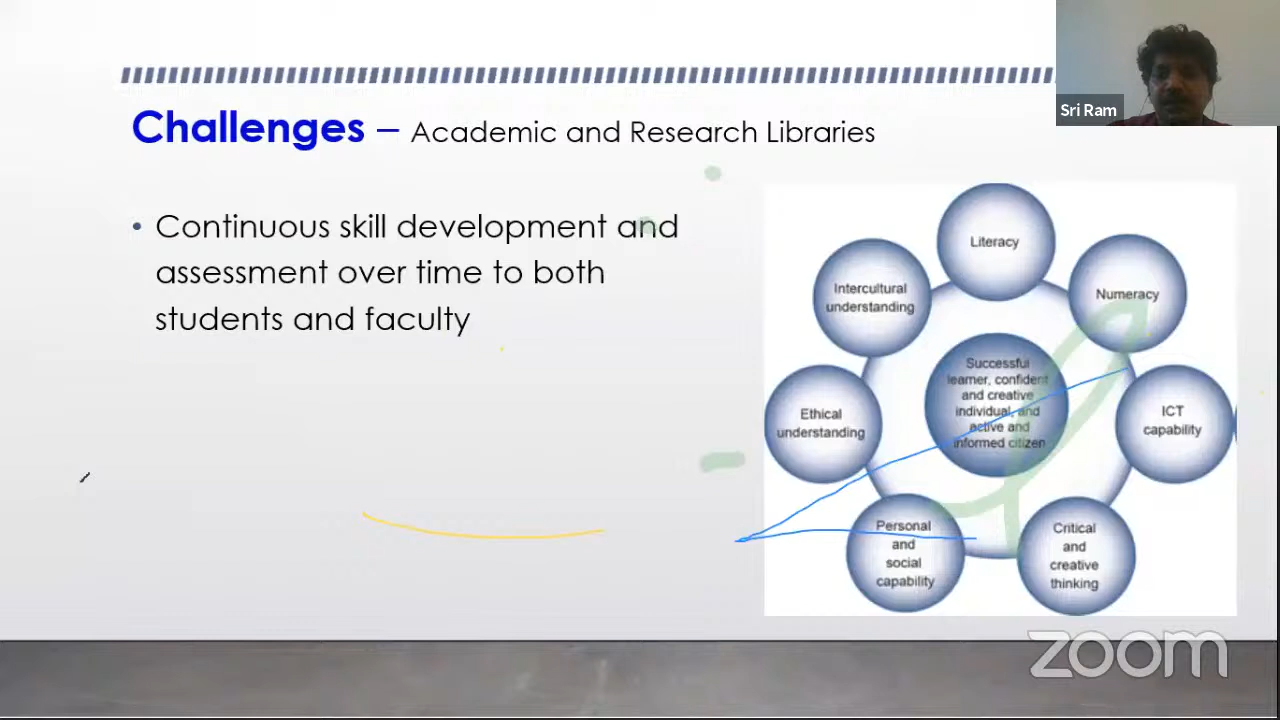 Sri Ram
Challenges – Academic and Research Libraries
• Continuous skill development and
assessment over time to both
students and faculty
Literacy
Numeracy
ICT
capability
Critical
and
creative
thinking
Personal
and
social
capability
Ethical
understanding
Intercultural
understanding
Successful
learner, confident
and creative
individual, and
active and
informed citizen
zoom